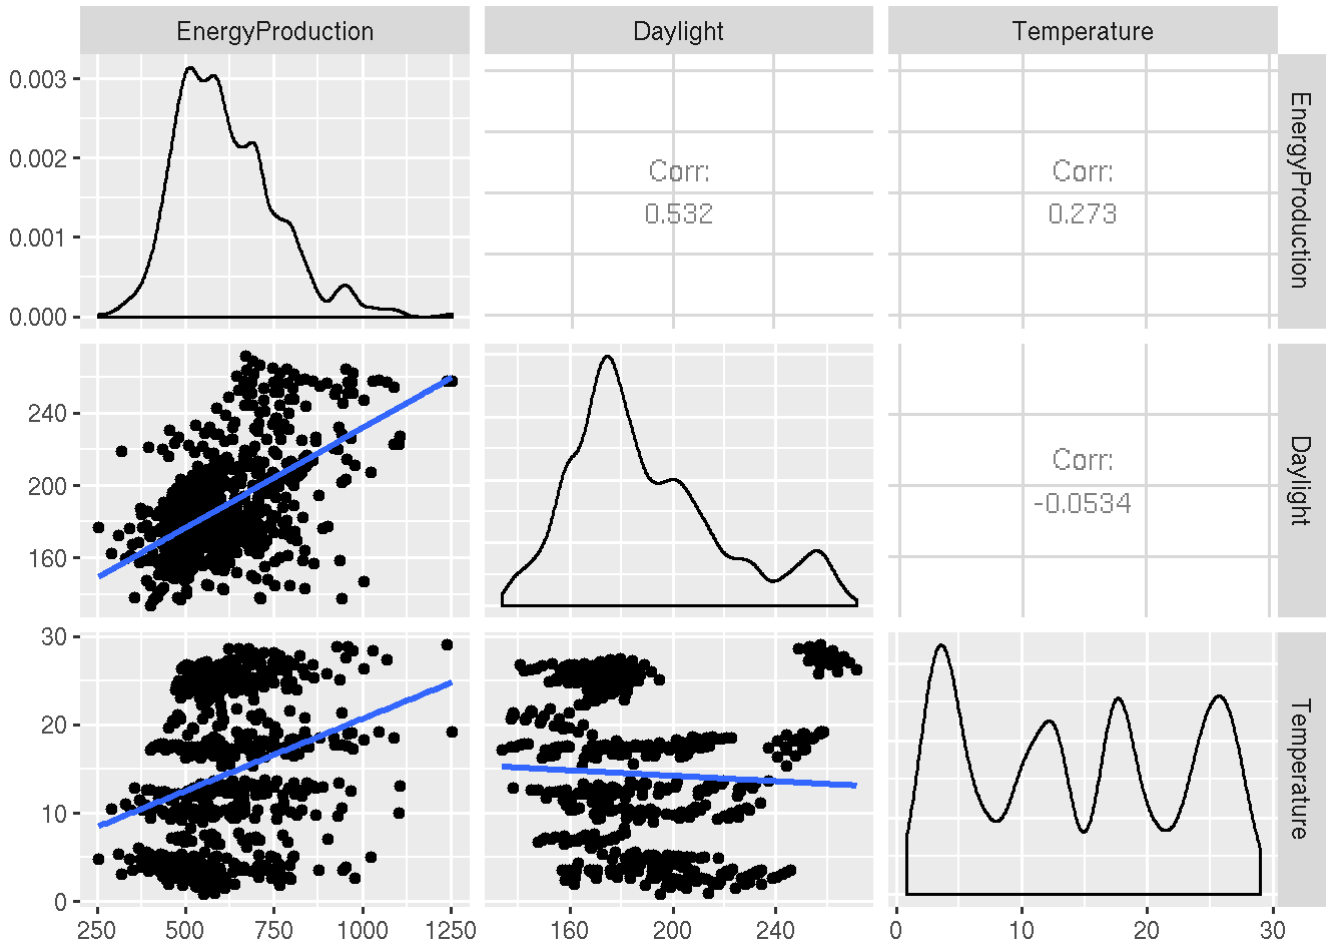 EnergyProduction Daylight Temperature
0.003
0.002
0.001
0.000
Corr:
0.532
Corr:
0.273
EnergyProduction
240
200
160
Corr:
-0.0534
Daylight
30
20
10
0
Temperature
250 500 750 1000 1250 160 200 240 0 10 20 30